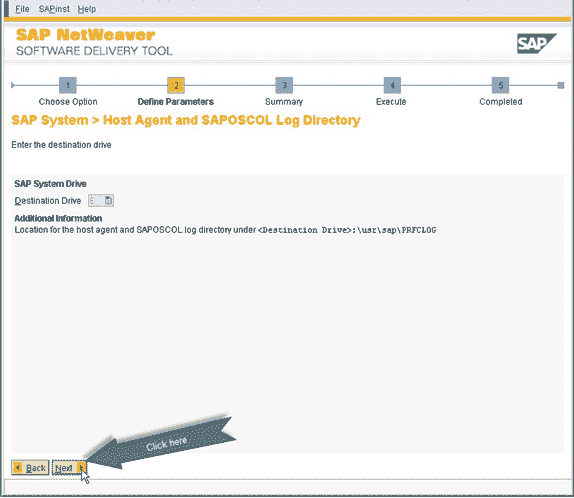 File SAPinst Help
SAP NetWeaver
SOFTWARE DELIVERY TOOL
SAP
1 2 3 4 5
Choose Option Define Parameters Summary Execute Completed
SAP System > Host Agent and SAPOSCOL Log Directory
Enter the destination drive
SAP System Drive
Destination Drive E
Additional Information
Location for the host agent and SAPOSCOL log directory under <Destination Drive>:\usr\sap\PRFCLOG
Click here
Back Next